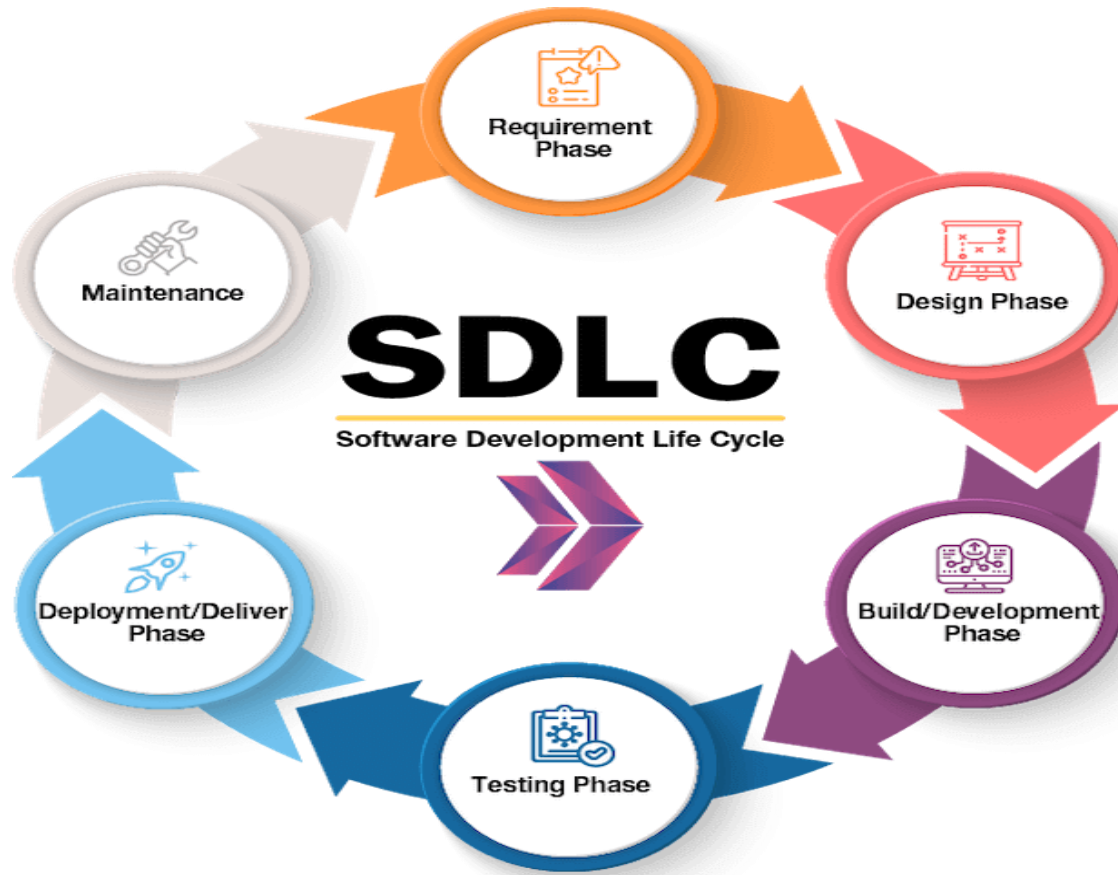 Requirement
Phase
Design Phase
Build/Development
Phase
Testing Phase
Deployment/Deliver
Phase
Maintenance
SDLC
Software Development Life Cycle